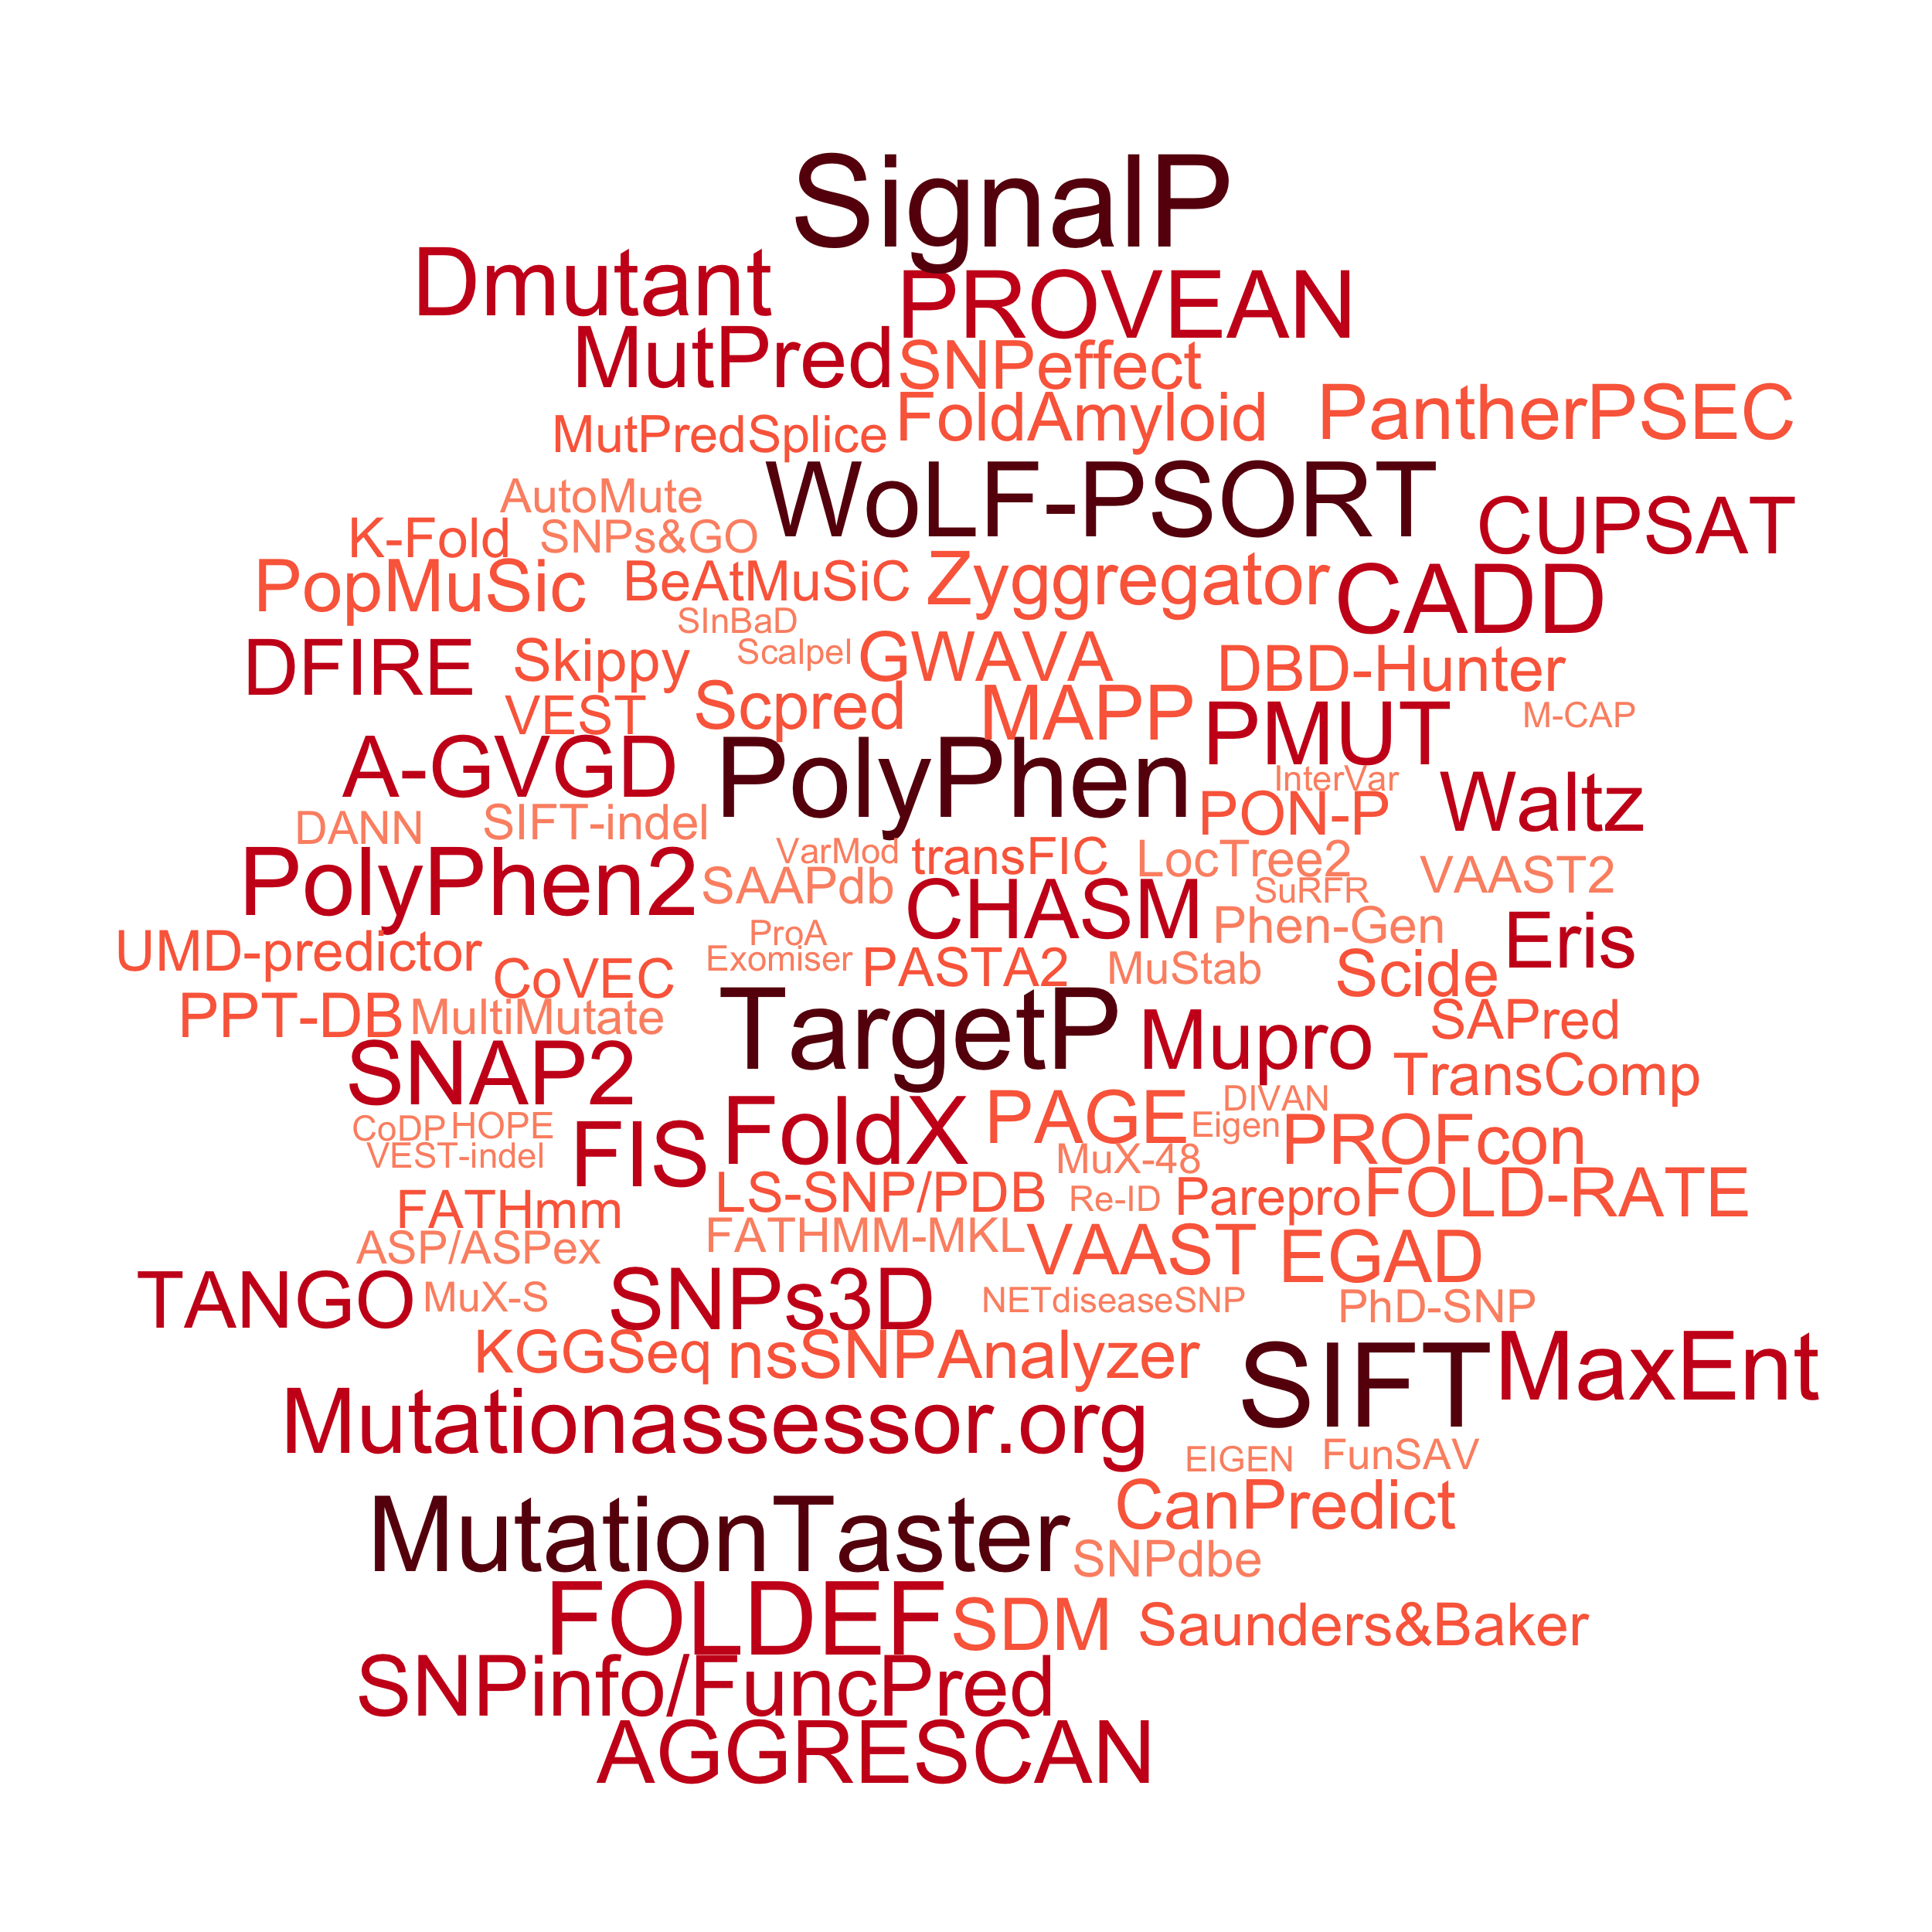 SignalP
Dmutant PROVEAN
MutPred SNPeffect
MutPredSplice FoldAmyloid PantherPSEC
AutoMute WoLF-PSORT CUPSAT
K-Fold SNPs&GO
PopMuSic BeAtMuSiC Zyggregator CADD
SInBaD
DFIRE Skippy Scalpel GWAVA DBD-Hunter
VEST Scpred MAPP PMUT M-CAP
A-GVGD PolyPhen InterVar Waltz
DANN SIFT-indel PON-P
PolyPhen2 VarMod transFIC LocTree2 VAAST2
SAAPdb CHASM SuRFR
ProA Phen-Gen Eris
UMD-predictor CoVEC Exomiser PASTA2 MuStab Scide
PPT-DB MultiMutate TargetP Mupro SAPred
SNAP2 TransComp
CoDP HOPE FIS FoldX PAGE DIVAN
Eigen PROFcon
VEST-indel MuX-48
FATHmm LS-SNP/PDB Re-ID Parepro FOLD-RATE
ASP/ASPex FATHMM-MKL VAAST EGAD
TANGO MuX-S SNPs3D NETdiseaseSNP PhD-SNP
KGGSeq nsSNPAnalyzer SIFT MaxEnt
Mutationassessor.org
EIGEN FunSAV
MutationTaster CanPredict
SNPdbe
FOLDEF SDM Saunders&Baker
SNPinfo/FuncPred
AGGRESCAN